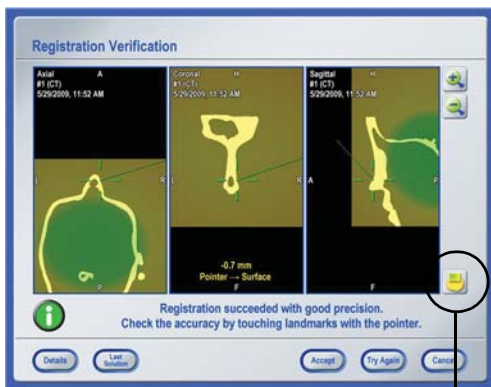 Registration Verification
Axial
A
#1 (CT)
5/29/2009, 11:52 AM
L
R
P
Coronal
H
#1 (CT)
5/29/2009, 11:52 AM
L
R
-0.7 mm
Pointer → Surface
F
Sagittal
H
#1 (CT)
5/29/2009, 11:52 AM
A
P
F
Registration succeeded with good precision.
Check the accuracy by touching landmarks with the pointer.
Details
Last
Solution
Accept
Try Again
Cancel